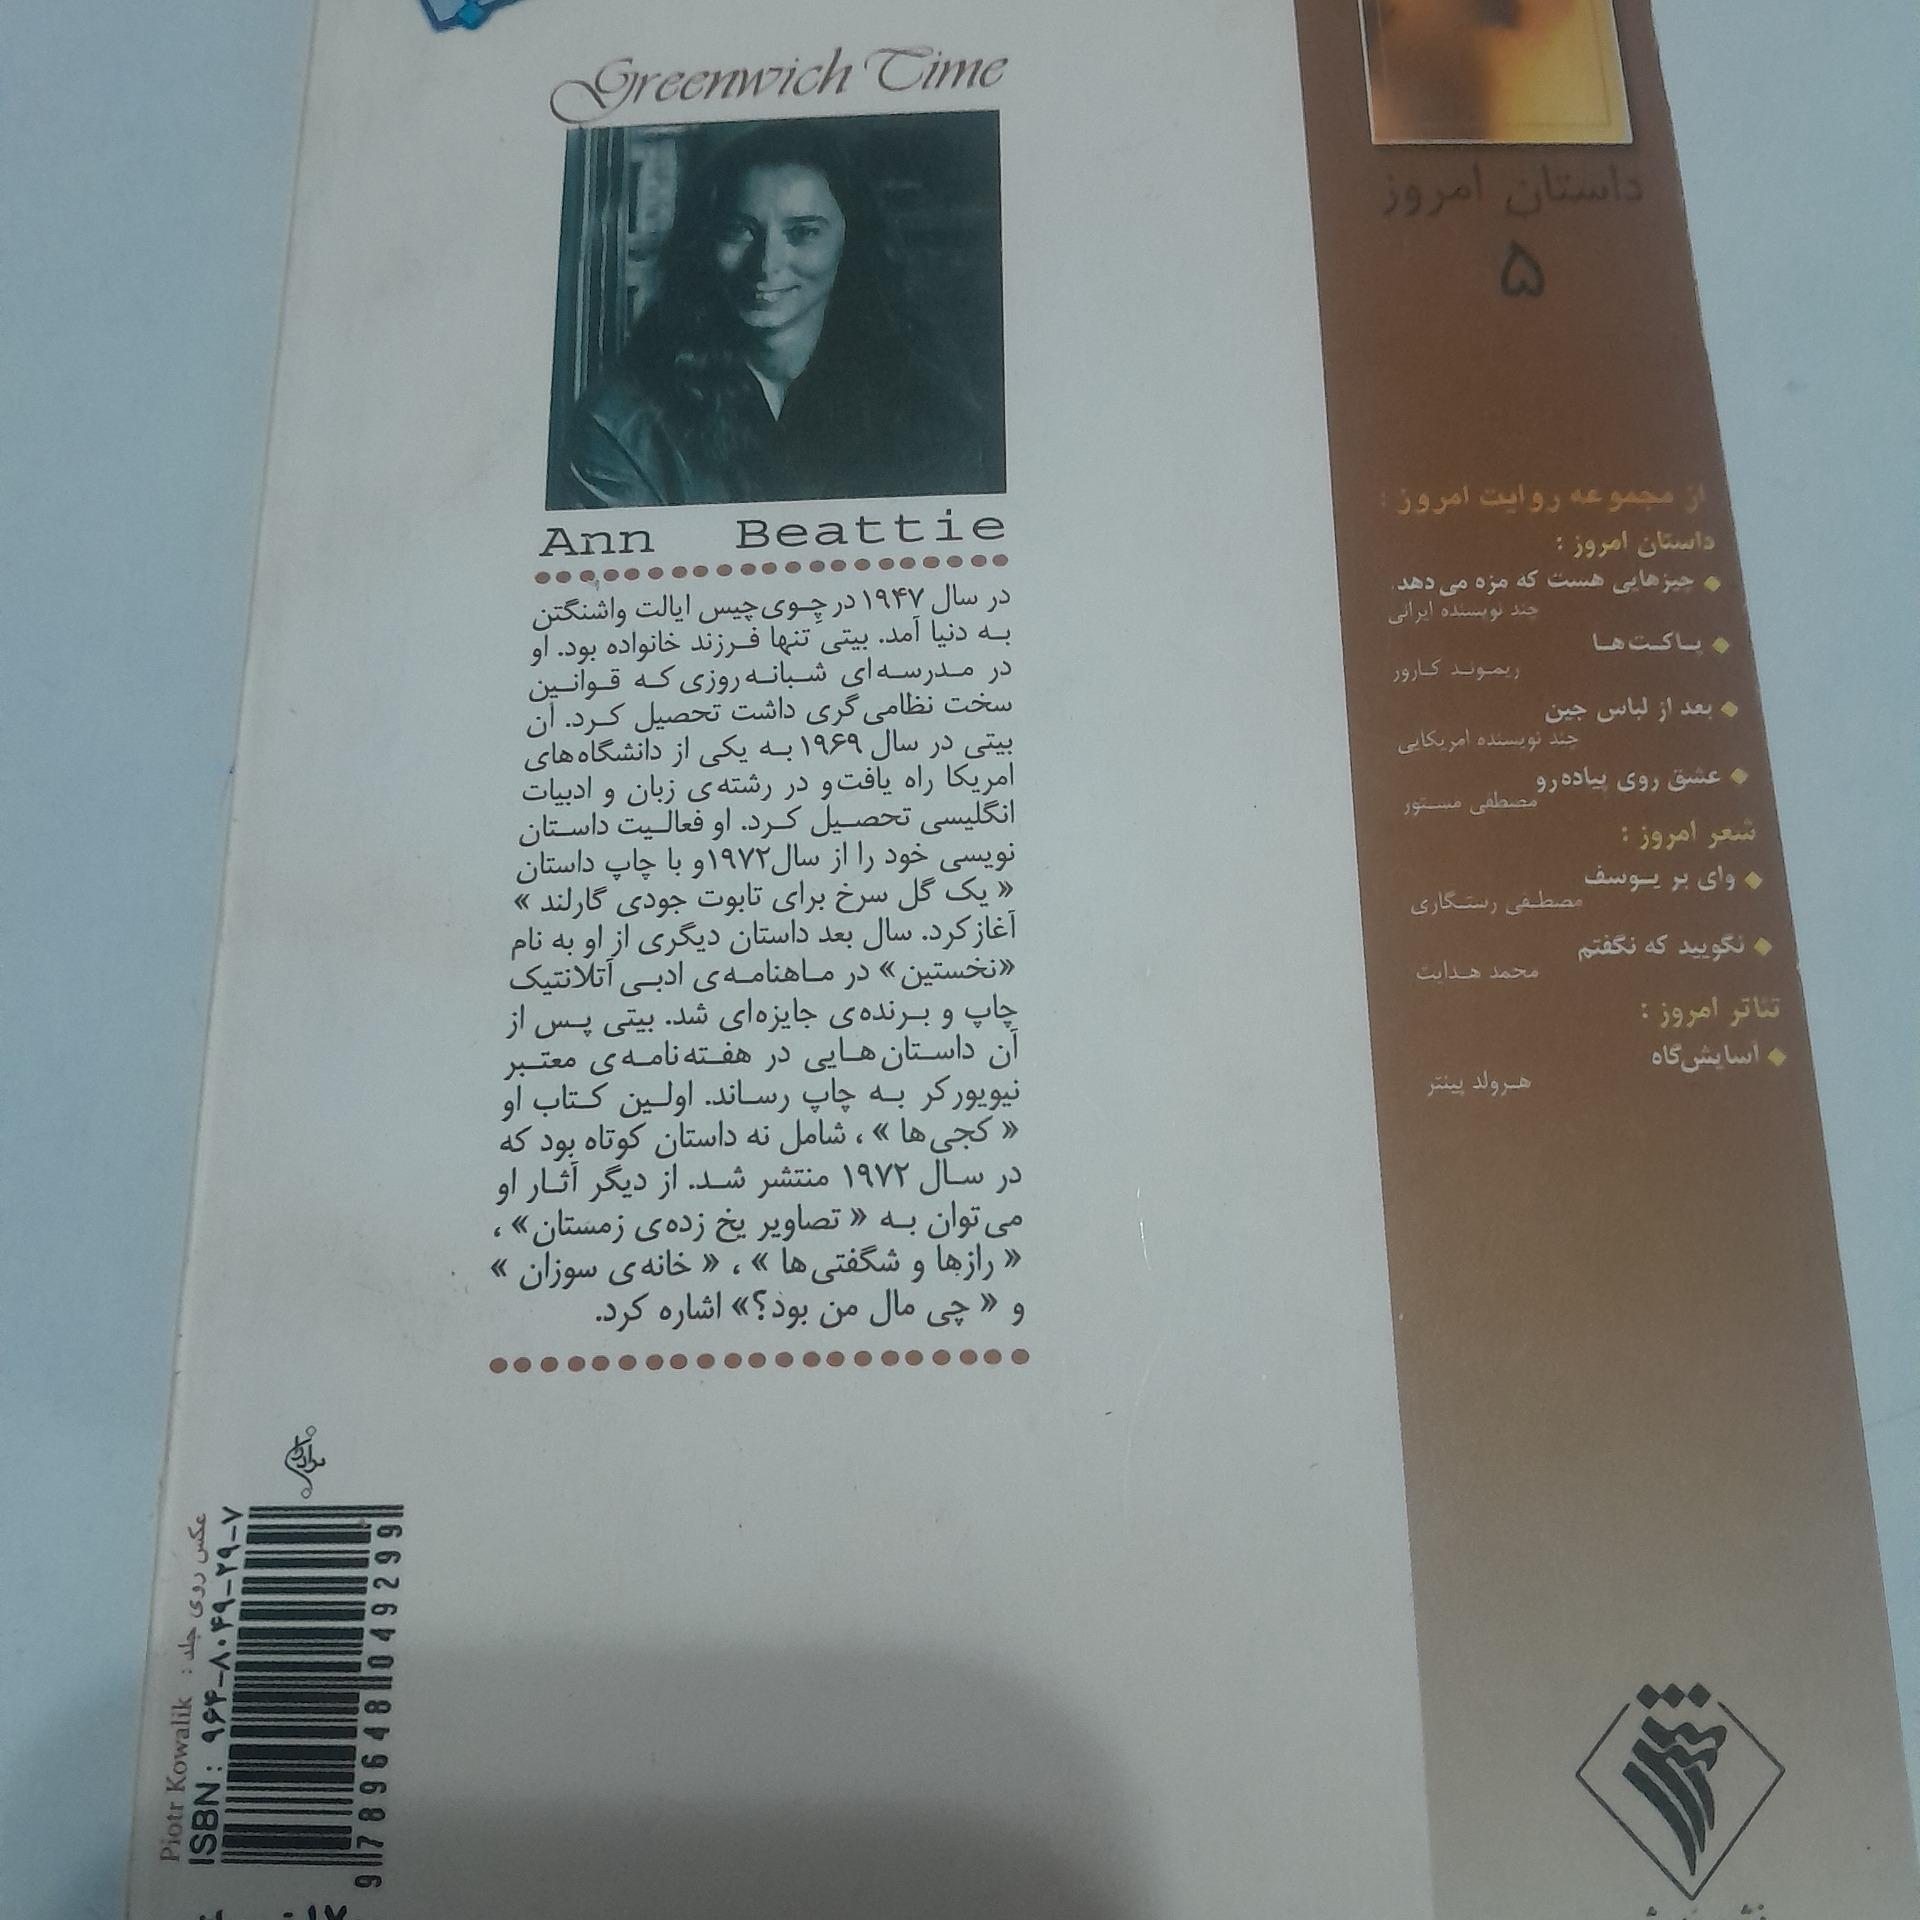 Greenwich Time
Ann Beattie
در سال ۱۹۴۷ در چِوی‌چیس ایالت واشنگتن
به دنیا آمد. بیتی تنها فرزند خانواده بود. او
در مدرسه‌ای شبانه‌روزی که قوانین
سخت نظامی‌گری داشت تحصیل کرد. آن
بیتی در سال ۱۹۶۹ به یکی از دانشگاه‌های
امریکا راه یافت‌و در رشته‌ی زبان و ادبیات
انگلیسی تحصیل کرد. او فعالیت داستان
نویسی خود را از سال۱۹۷۲و با چاپ داستان
« یک گل سرخ برای تابوت جودی گارلند »
آغازکرد. سال بعد داستان دیگری از او به نام
«نخستین» در ماهنامه‌ی ادبی آتلانتیک
چاپ و برنده‌ی جایزه‌ای شد. بیتی پس از
آن داستان‌هایی در هفته‌نامه‌ی معتبر
نیویورکر به چاپ رساند. اولین کتاب او
« کجی‌ها » ، شامل نه داستان کوتاه بود که
در سال ۱۹۷۲ منتشر شد. از دیگر آثار او
می‌توان به « تصاویر یخ زده‌ی زمستان» ،
« رازها و شگفتی‌ها » ، « خانه‌ی سوزان »
و « چی مال من بود؟» اشاره کرد.
داستان امروز
۵
از مجموعه روایت امروز :
داستان امروز :
چیزهایی هست که مزه می‌دهد.
چند نویسنده ایرانی
پاکت‌ها
ریموند کارور
بعد از لباس جین
چند نویسنده امریکایی
عشق روی پیاده‌رو
مصطفی مستور
شعر امروز :
وای بر یوسف
مصطفی رستگاری
نگویید که نگفتم
محمد هدایت
تئاتر امروز :
آسایش‌گاه
هرولد پینتر
عکس روی جلد : Piotr Kowalik
ISBN: ۹۶۴-۸۰۴۹-۲۹-۷
9789648049299